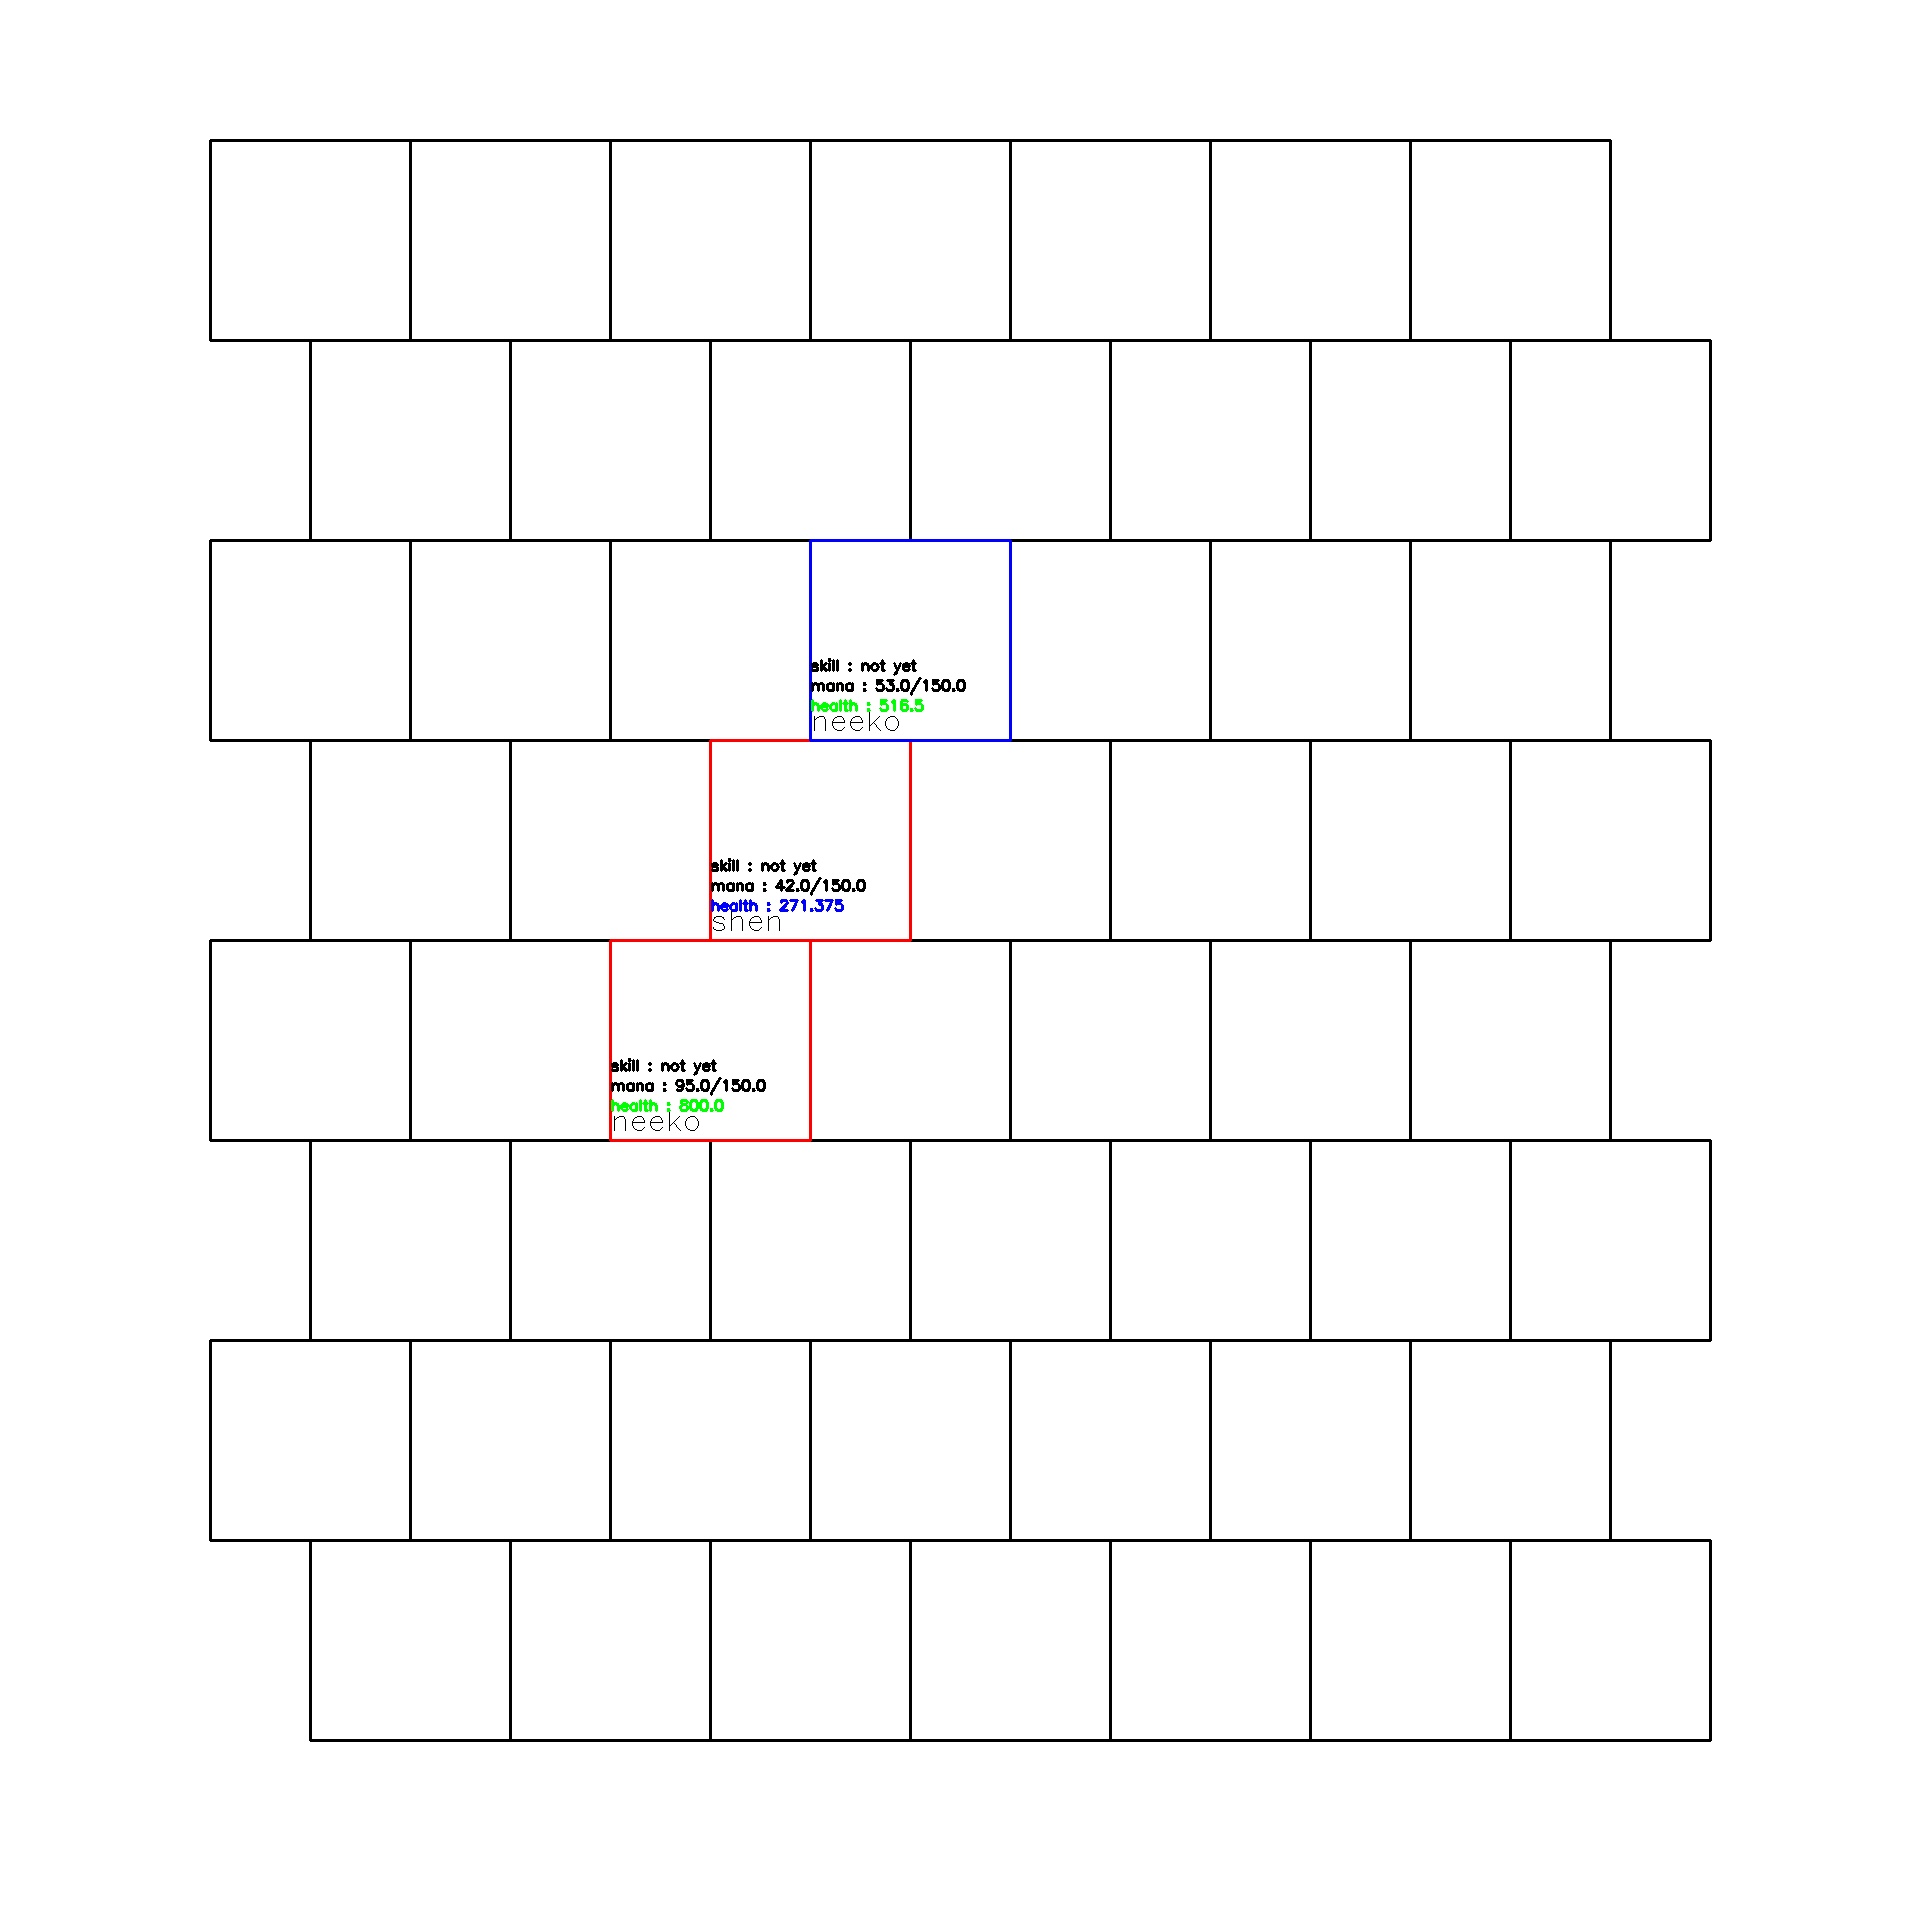 skill : not yet
mana : 53.0/150.0
health : 516.5
neeko
skill : not yet
mana : 42.0/150.0
health : 271.375
shen
skill : not yet
mana : 95.0/150.0
health : 800.0
neeko